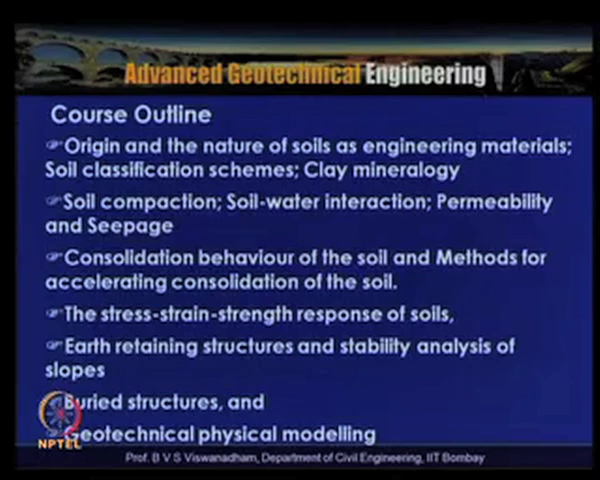 Advanced Geotechnical Engineering
Course Outline
☞Origin and the nature of soils as engineering materials;
Soil classification schemes; Clay mineralogy
☞Soil compaction; Soil-water interaction; Permeability
and Seepage
☞Consolidation behaviour of the soil and Methods for
accelerating consolidation of the soil.
☞The stress-strain-strength response of soils,
☞Earth retaining structures and stability analysis of
slopes
Buried structures, and
Geotechnical physical modelling
NPTEL
Prof. B V S Viswanadham, Department of Civil Engineering, IIT Bombay